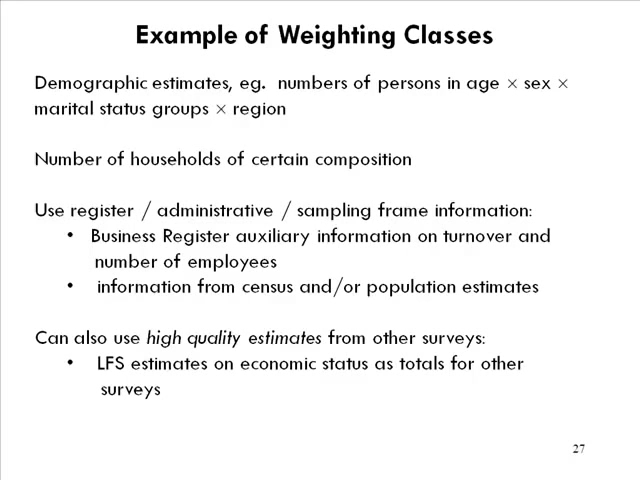 Example of Weighting Classes
Demographic estimates, eg. numbers of persons in age × sex ×
marital status groups × region
Number of households of certain composition
Use register / administrative / sampling frame information:
• Business Register auxiliary information on turnover and
number of employees
• information from census and/or population estimates
Can also use high quality estimates from other surveys:
• LFS estimates on economic status as totals for other
surveys
27